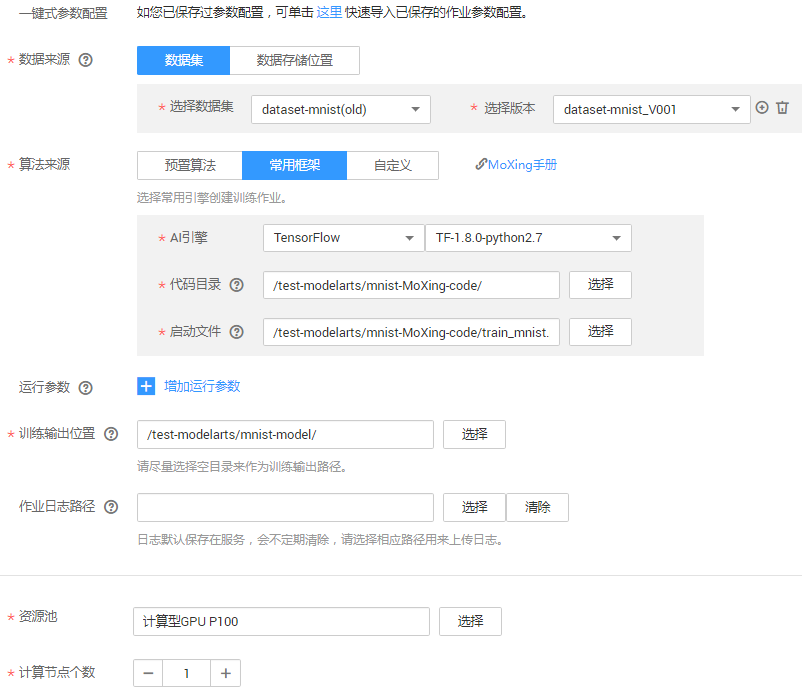 一键式参数配置 如您已保存过参数配置，可单击 这里 快速导入已保存的作业参数配置。
* 数据来源 ? 数据集 数据存储位置
* 选择数据集 dataset-mnist(old) * 选择版本 dataset-mnist_V001
* 算法来源 预置算法 常用框架 自定义 MoXing手册
选择常用引擎创建训练作业。
* AI引擎 TensorFlow TF-1.8.0-python2.7
* 代码目录 ? /test-modelarts/mnist-MoXing-code/ 选择
* 启动文件 ? /test-modelarts/mnist-MoXing-code/train_mnist. 选择
运行参数 ? + 增加运行参数
* 训练输出位置 ? /test-modelarts/mnist-model/ 选择
请尽量选择空目录来作为训练输出路径。
作业日志路径 ? 选择 清除
日志默认保存在服务，会不定期清除，请选择相应路径用来上传日志。
* 资源池 计算型GPU P100 选择
* 计算节点个数 − 1 +